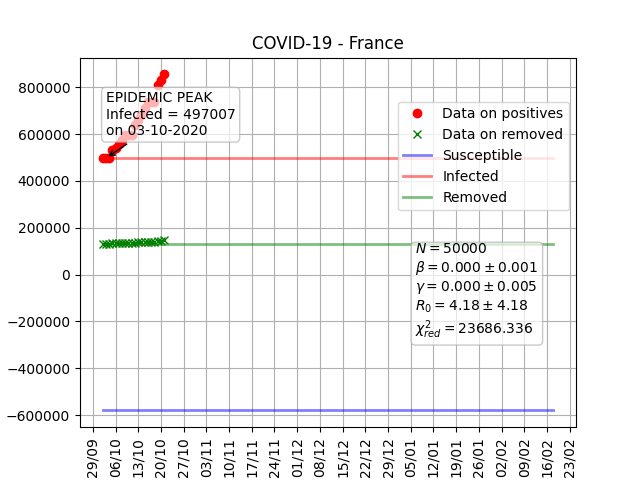 COVID-19 - France
800000
600000
400000
200000
0
−200000
−400000
−600000
EPIDEMIC PEAK
Infected = 497007
on 03-10-2020
Data on positives
Data on removed
Susceptible
Infected
Removed
N = 50000
β = 0.000 ± 0.001
γ = 0.000 ± 0.005
R₀ = 4.18 ± 4.18
χ²red = 23686.336
29/09
06/10
13/10
20/10
27/10
03/11
10/11
17/11
24/11
01/12
08/12
15/12
22/12
29/12
05/01
12/01
19/01
26/01
02/02
09/02
16/02
23/02